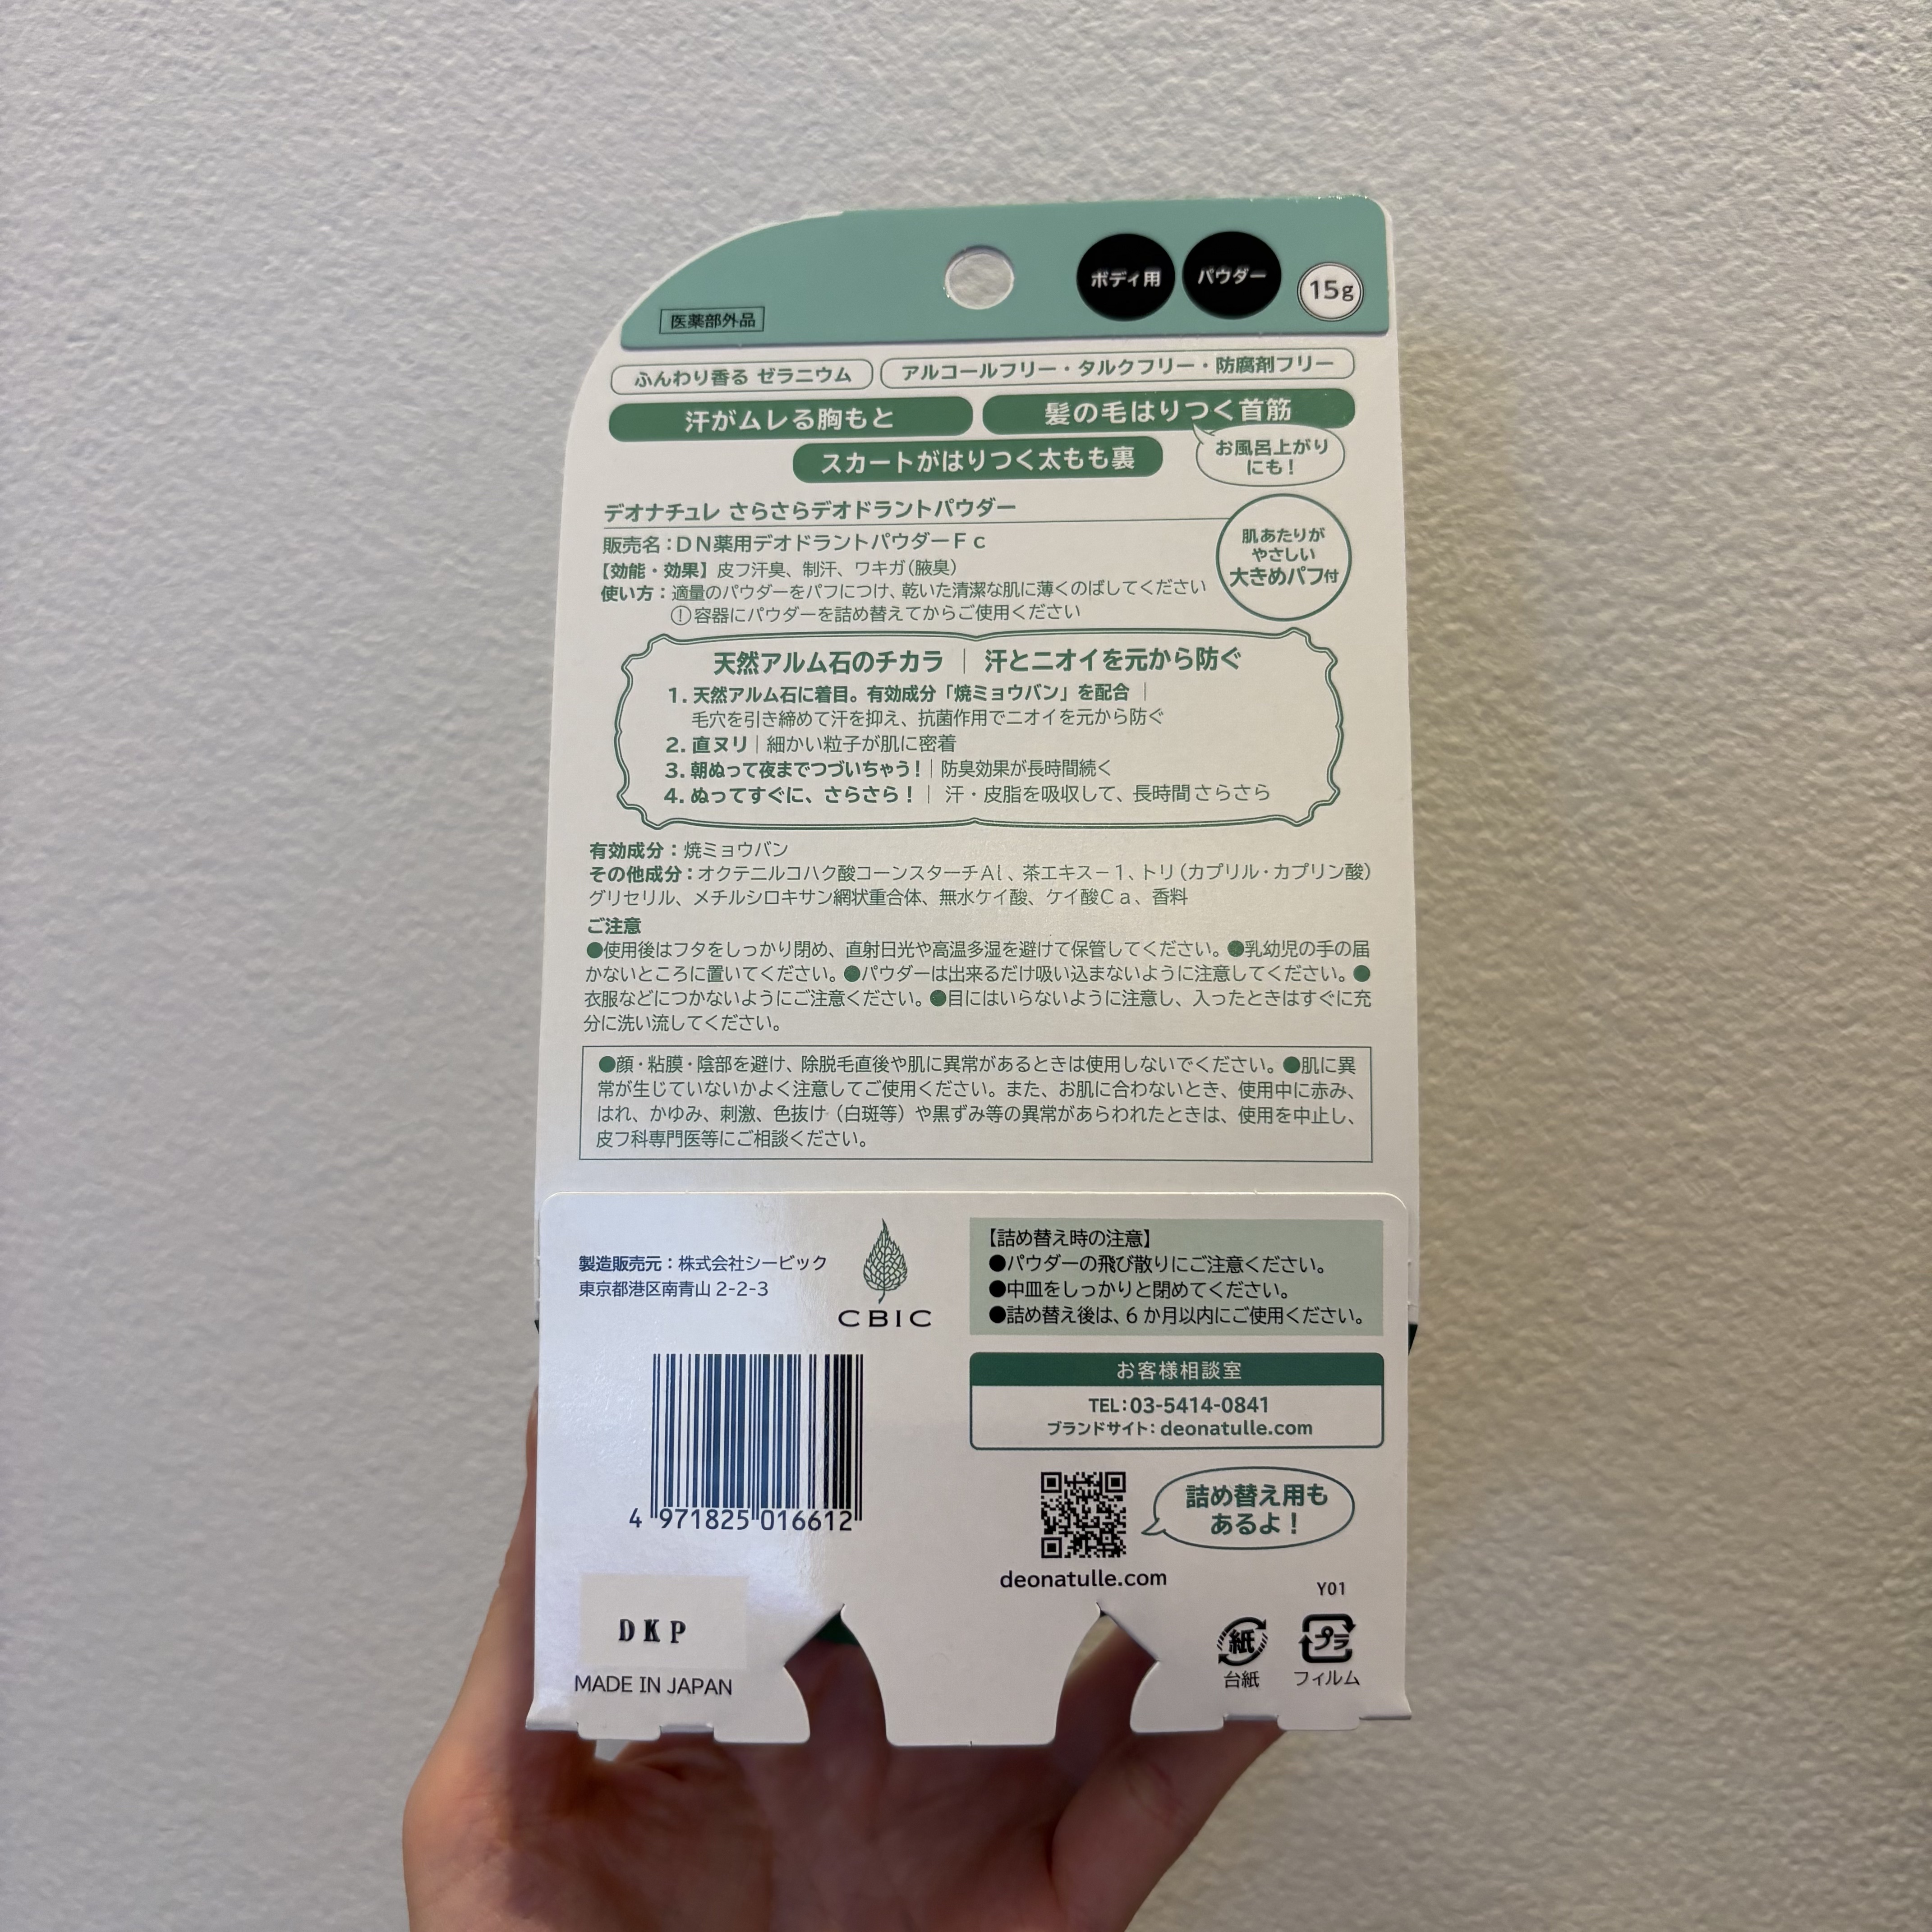 ボディ用 パウダー 15g
医薬部外品
ふんわり香る ゼラニウム アルコールフリー・タルクフリー・防腐剤フリー
汗がムレる胸もと 髪の毛はりつく首筋
スカートがはりつく太もも裏
お風呂上がり
にも！
デオナチュレ さらさらデオドラントパウダー
販売名：DN薬用デオドラントパウダーFc
【効能・効果】皮フ汗臭、制汗、ワキガ（腋臭）
使い方：適量のパウダーをパフにつけ、乾いた清潔な肌に薄くのばしてください
！容器にパウダーを詰め替えてからご使用ください
肌あたりが
やさしい
大きめパフ付
天然アルム石のチカラ｜汗とニオイを元から防ぐ
1. 天然アルム石に着目。有効成分「焼ミョウバン」を配合｜
毛穴を引き締めて汗を抑え、抗菌作用でニオイを元から防ぐ
2. 直ヌリ｜細かい粒子が肌に密着
3. 朝ぬって夜までつづいちゃう！｜防臭効果が長時間続く
4. ぬってすぐに、さらさら！｜ 汗・皮脂を吸収して、長時間さらさら
有効成分：焼ミョウバン
その他成分：オクテニルコハク酸コーンスターチAl、茶エキス－1、トリ（カプリル・カプリン酸）
グリセリル、メチルシロキサン網状重合体、無水ケイ酸、ケイ酸Ca、香料
ご注意
●使用後はフタをしっかり閉め、直射日光や高温多湿を避けて保管してください。●乳幼児の手の届
かないところに置いてください。●パウダーは出来るだけ吸い込まないように注意してください。●
衣服などにつかないようにご注意ください。●目にはいらないように注意し、入ったときはすぐに充
分に洗い流してください。
●顔・粘膜・陰部を避け、除脱毛直後や肌に異常があるときは使用しないでください。●肌に異
常が生じていないかよく注意してご使用ください。また、お肌に合わないとき、使用中に赤み、
はれ、かゆみ、刺激、色抜け（白斑等）や黒ずみ等の異常があらわれたときは、使用を中止し、
皮フ科専門医等にご相談ください。
製造販売元：株式会社シービック
東京都港区南青山 2-2-3
CBIC
【詰め替え時の注意】
●パウダーの飛び散りにご注意ください。
●中皿をしっかりと閉めてください。
●詰め替え後は、6 か月以内にご使用ください。
お客様相談室
TEL：03-5414-0841
ブランドサイト：deonatulle.com
4 971825 016612
詰め替え用も
あるよ！
deonatulle.com
Y01
DKP
MADE IN JAPAN
紙 プラ
台紙 フィルム